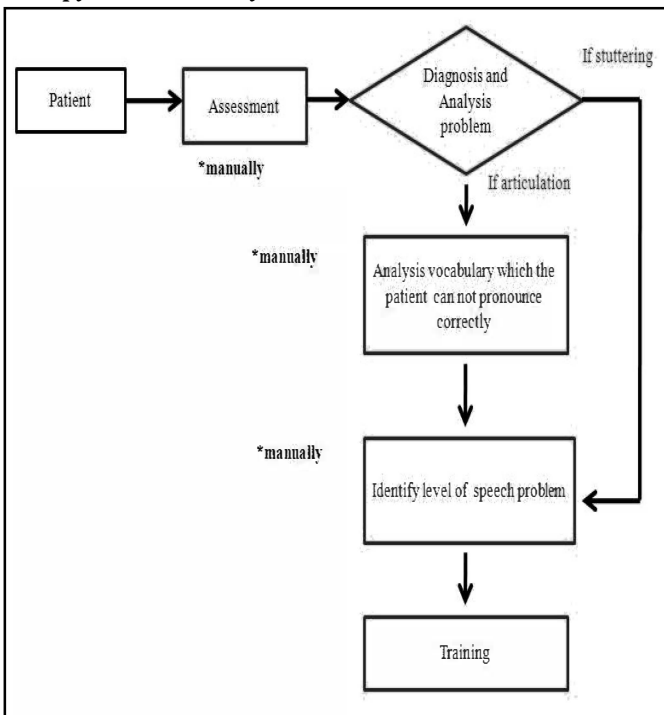 Patient
Assessment
*manually
Diagnosis and
Analysis
problem
If stuttering
If articulation
*manually
Analysis vocabulary which the
patient can not pronounce
correctly
*manually
Identify level of speech problem
Training